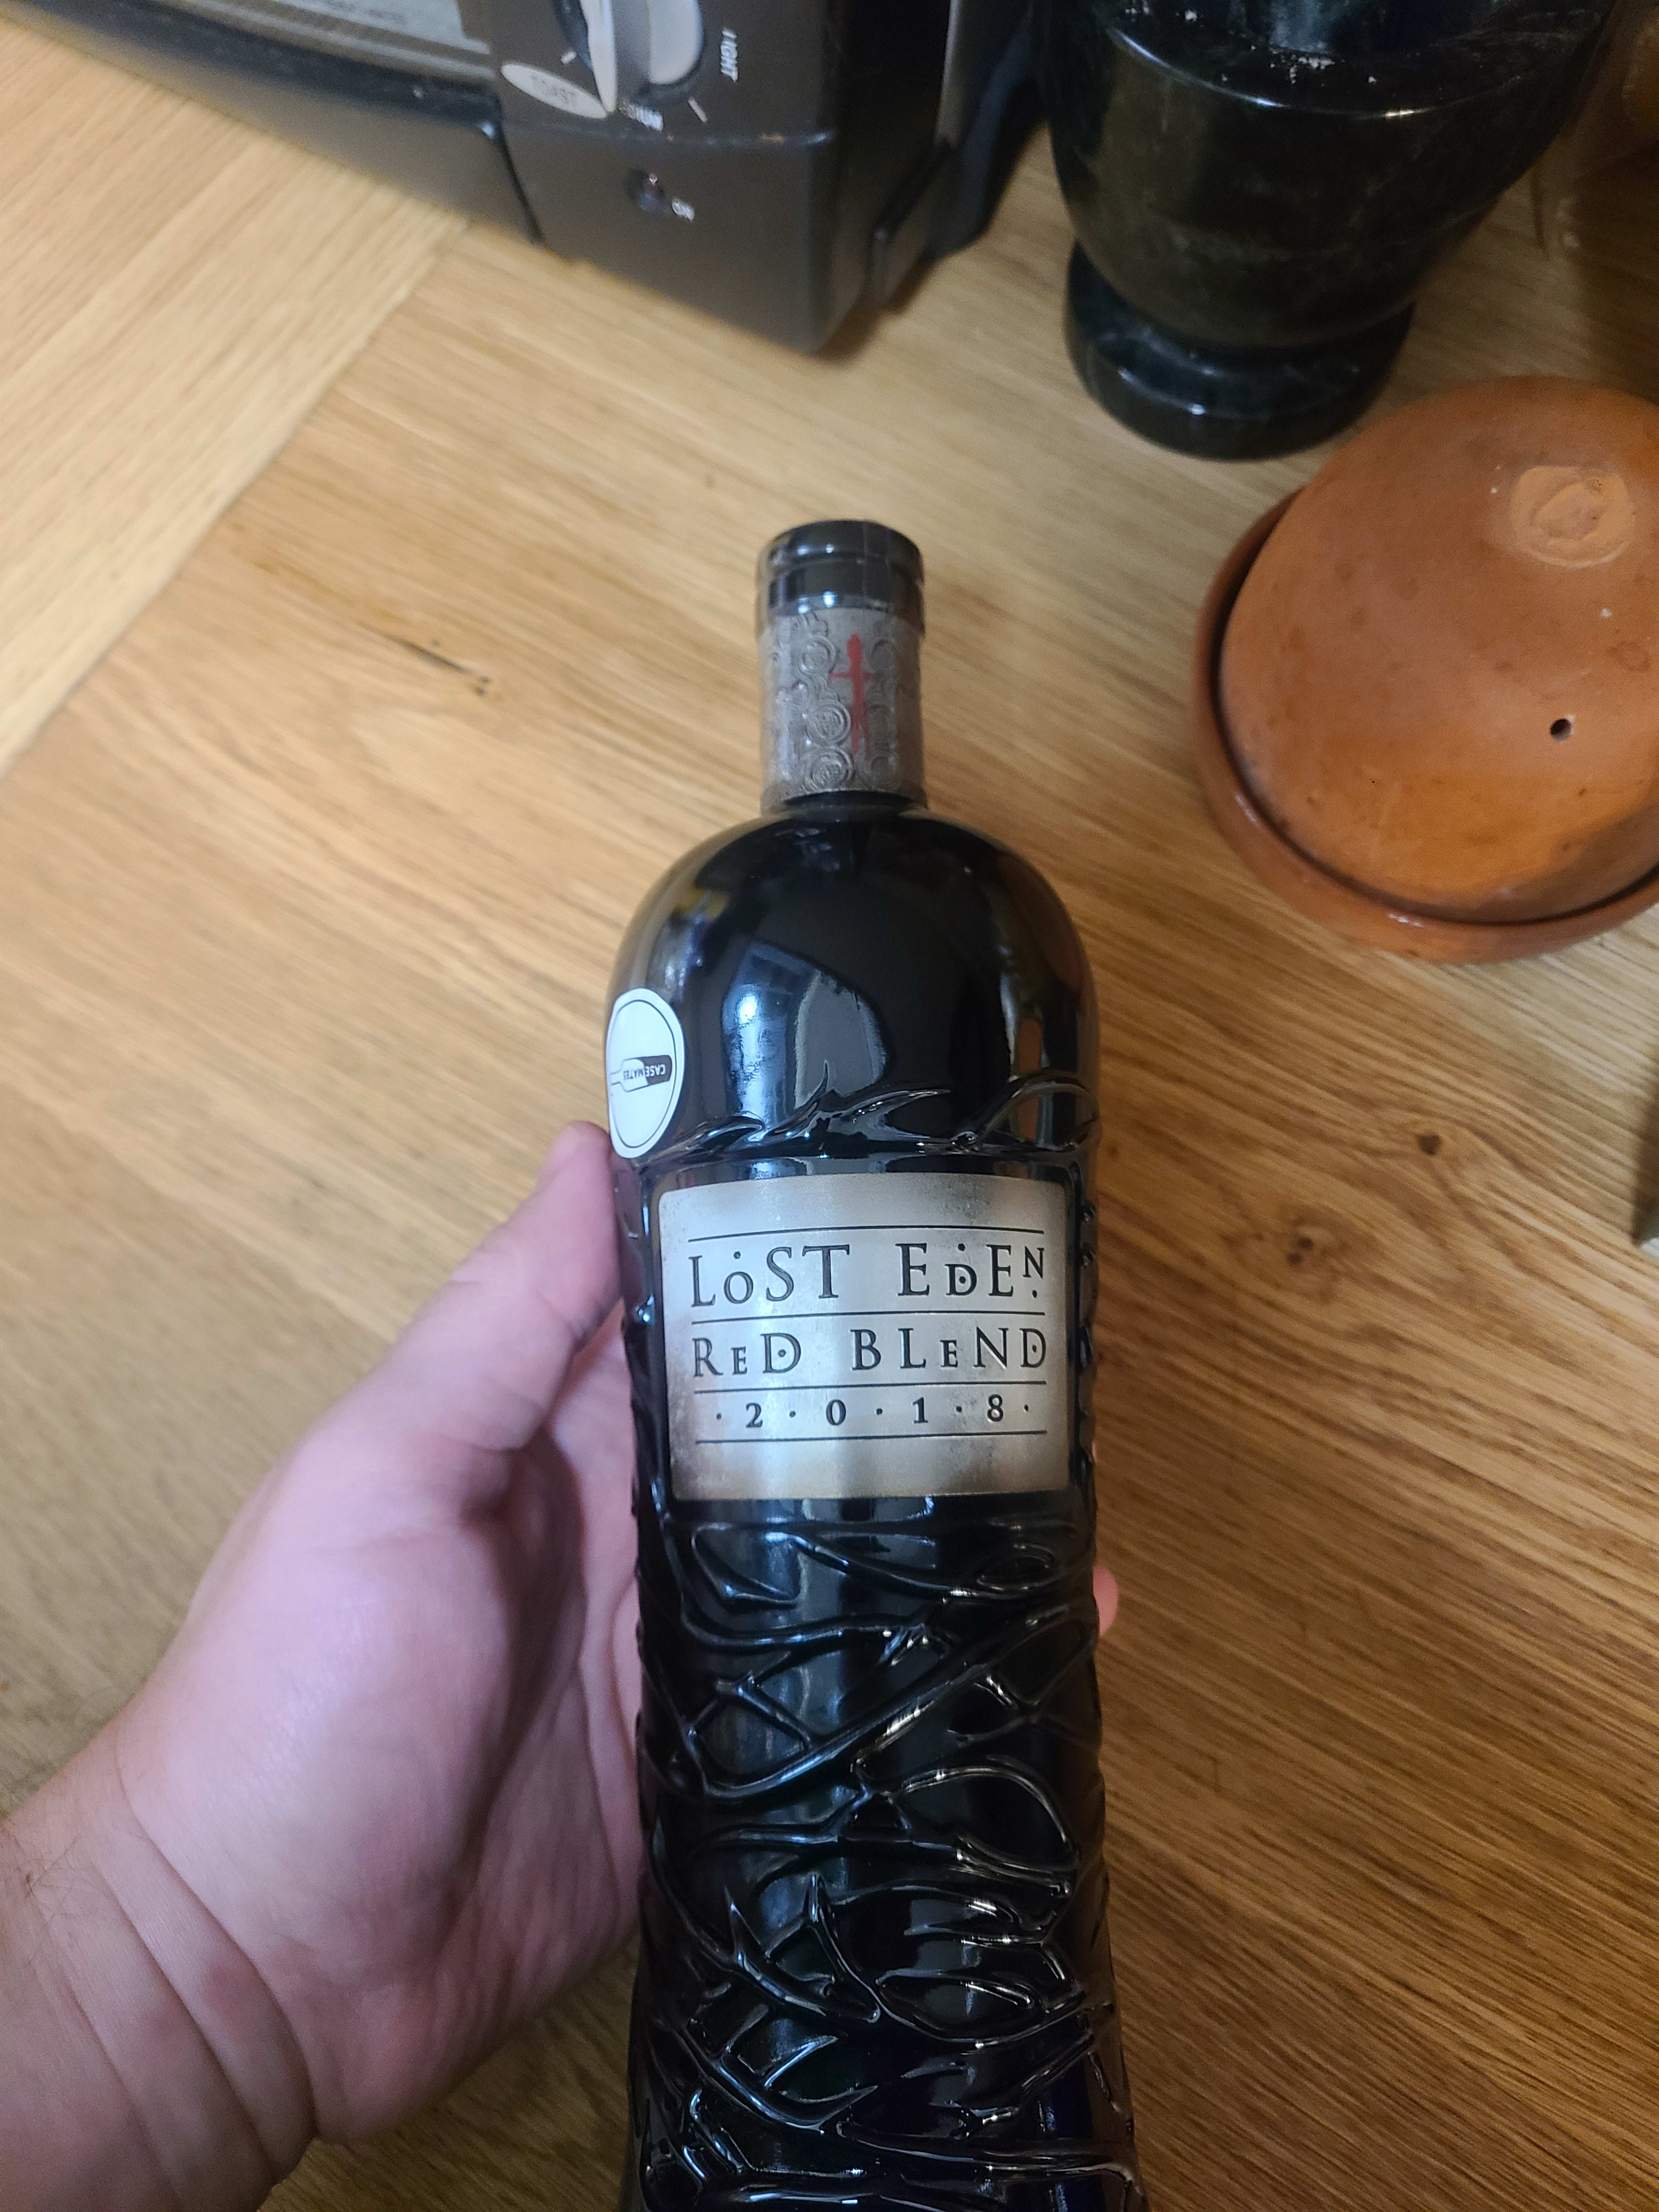 TOAST
LIGHT
ON
CASEMATES
LOST EDEN
ReD BLeND
·2·0·1·8·